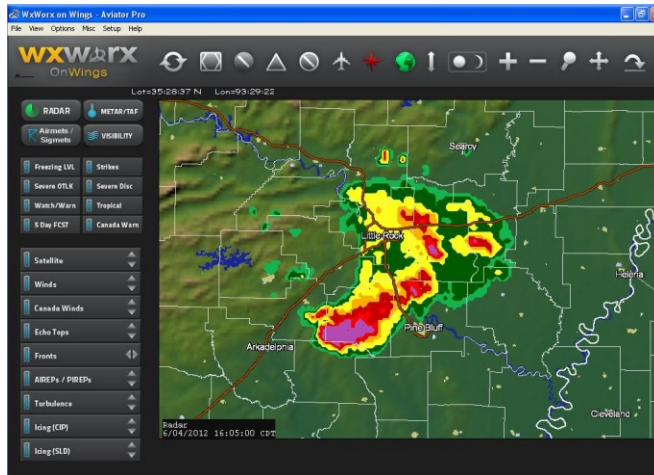 WxWorx on Wings - Aviator Pro
File View Options Misc Setup Help
WXWORX
OnWings
Lat=35:28:37 N Lon=93:29:22
RADAR
METAR/TAF
Airmets /
Sigmets
VISIBILITY
Freezing LVL
Strikes
Severe OTLK
Severe Disc
Watch/Warn
Tropical
5 Day FCST
Canada Warn
Satellite
Winds
Canada Winds
Echo Tops
Fronts
AIREPs / PIREPs
Turbulence
Icing (CIP)
Icing (SLD)
Searcy
Little Rock
Helena
Pine Bluff
Arkadelphia
Cleveland
Radar
6/04/2012 16:05:00 CDT